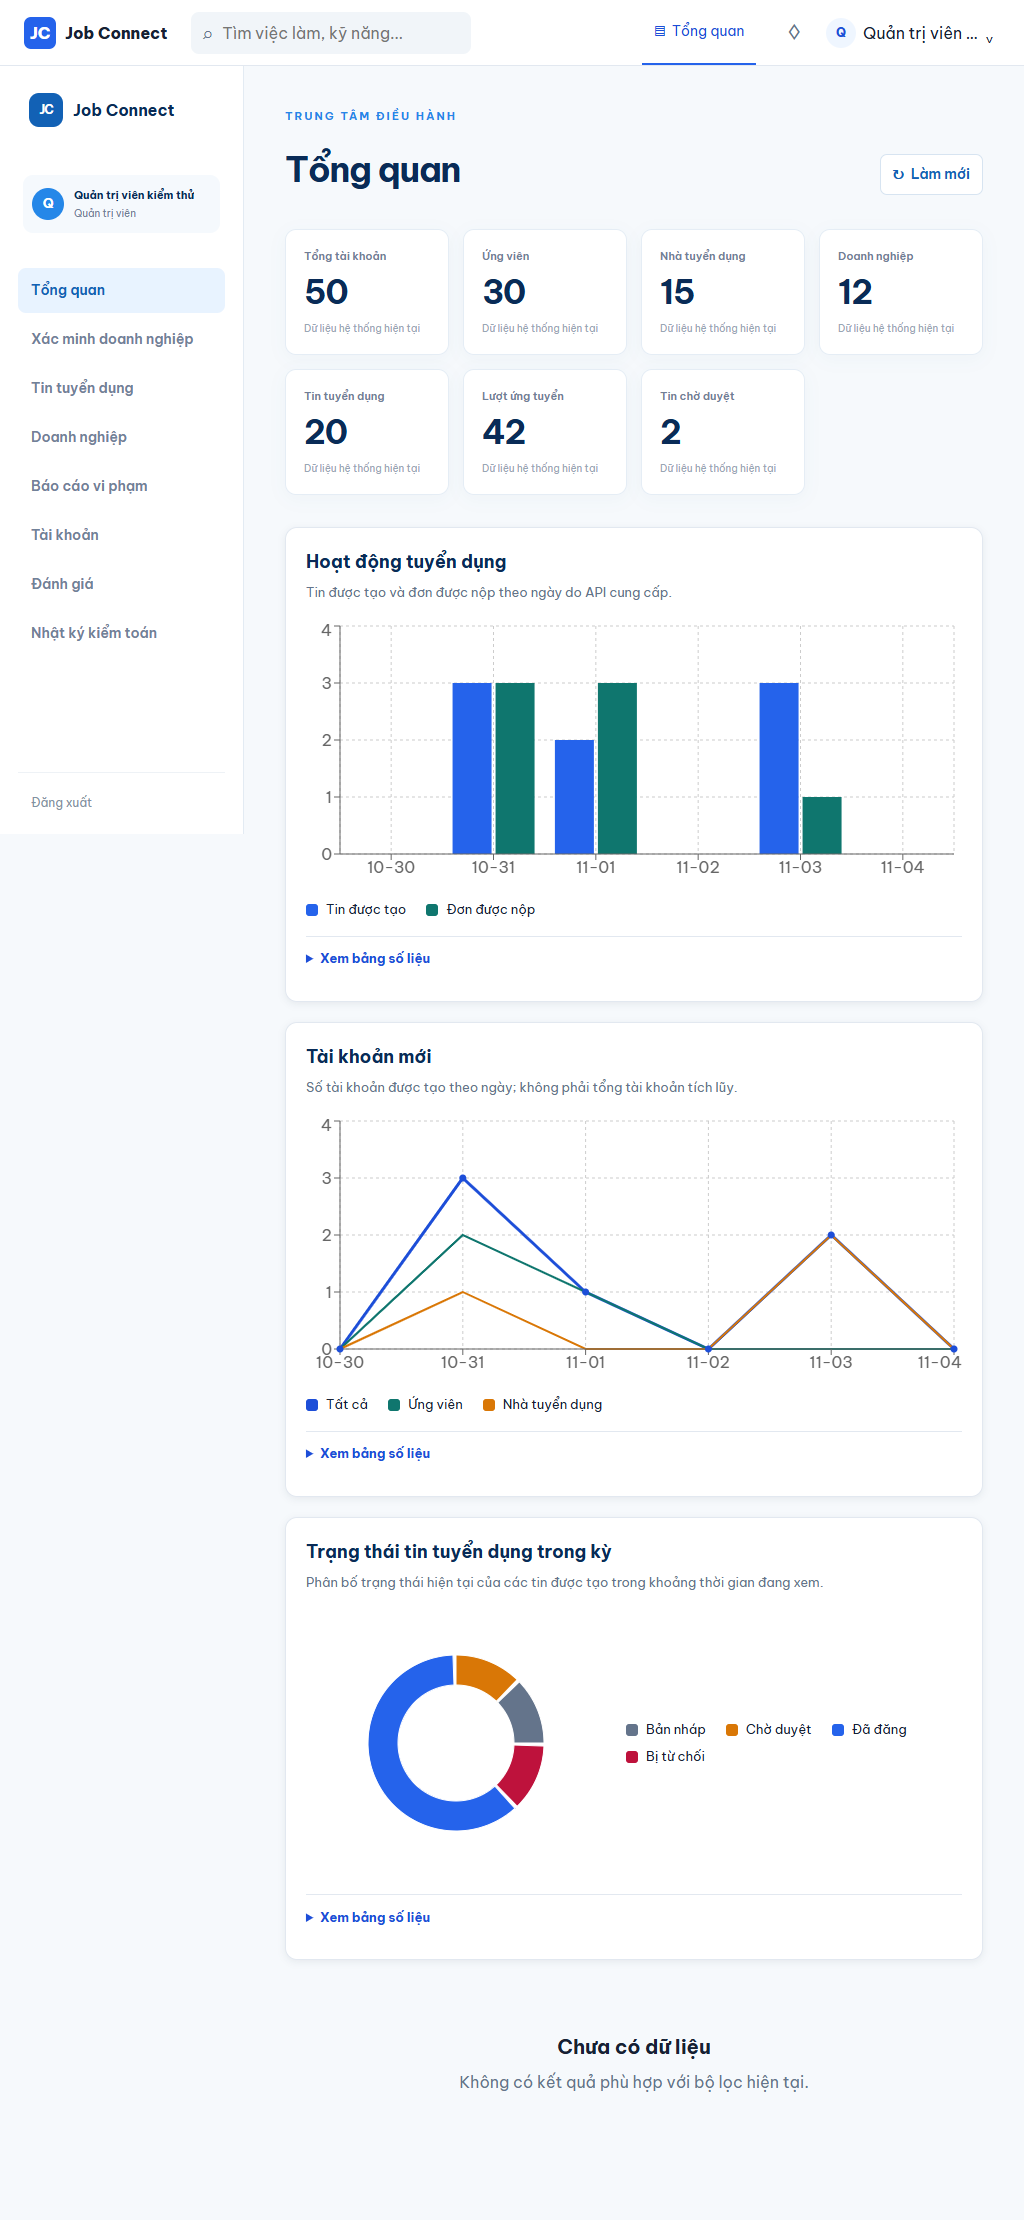 JC Job Connect
Tìm việc làm, kỹ năng...
Tổng quan
Q Quản trị viên ...
JC Job Connect
Q Quản trị viên kiểm thử
Quản trị viên
Tổng quan
Xác minh doanh nghiệp
Tin tuyển dụng
Doanh nghiệp
Báo cáo vi phạm
Tài khoản
Đánh giá
Nhật ký kiểm toán
Đăng xuất
TRUNG TÂM ĐIỀU HÀNH
Tổng quan
↻ Làm mới
Tổng tài khoản
50
Dữ liệu hệ thống hiện tại
Ứng viên
30
Dữ liệu hệ thống hiện tại
Nhà tuyển dụng
15
Dữ liệu hệ thống hiện tại
Doanh nghiệp
12
Dữ liệu hệ thống hiện tại
Tin tuyển dụng
20
Dữ liệu hệ thống hiện tại
Lượt ứng tuyển
42
Dữ liệu hệ thống hiện tại
Tin chờ duyệt
2
Dữ liệu hệ thống hiện tại
Hoạt động tuyển dụng
Tin được tạo và đơn được nộp theo ngày do API cung cấp.
4
3
2
1
0
10-30 10-31 11-01 11-02 11-03 11-04
Tin được tạo Đơn được nộp
Xem bảng số liệu
Tài khoản mới
Số tài khoản được tạo theo ngày; không phải tổng tài khoản tích lũy.
4
3
2
1
0
10-30 10-31 11-01 11-02 11-03 11-04
Tất cả Ứng viên Nhà tuyển dụng
Xem bảng số liệu
Trạng thái tin tuyển dụng trong kỳ
Phân bố trạng thái hiện tại của các tin được tạo trong khoảng thời gian đang xem.
Bản nháp Chờ duyệt Đã đăng
Bị từ chối
Xem bảng số liệu
Chưa có dữ liệu
Không có kết quả phù hợp với bộ lọc hiện tại.